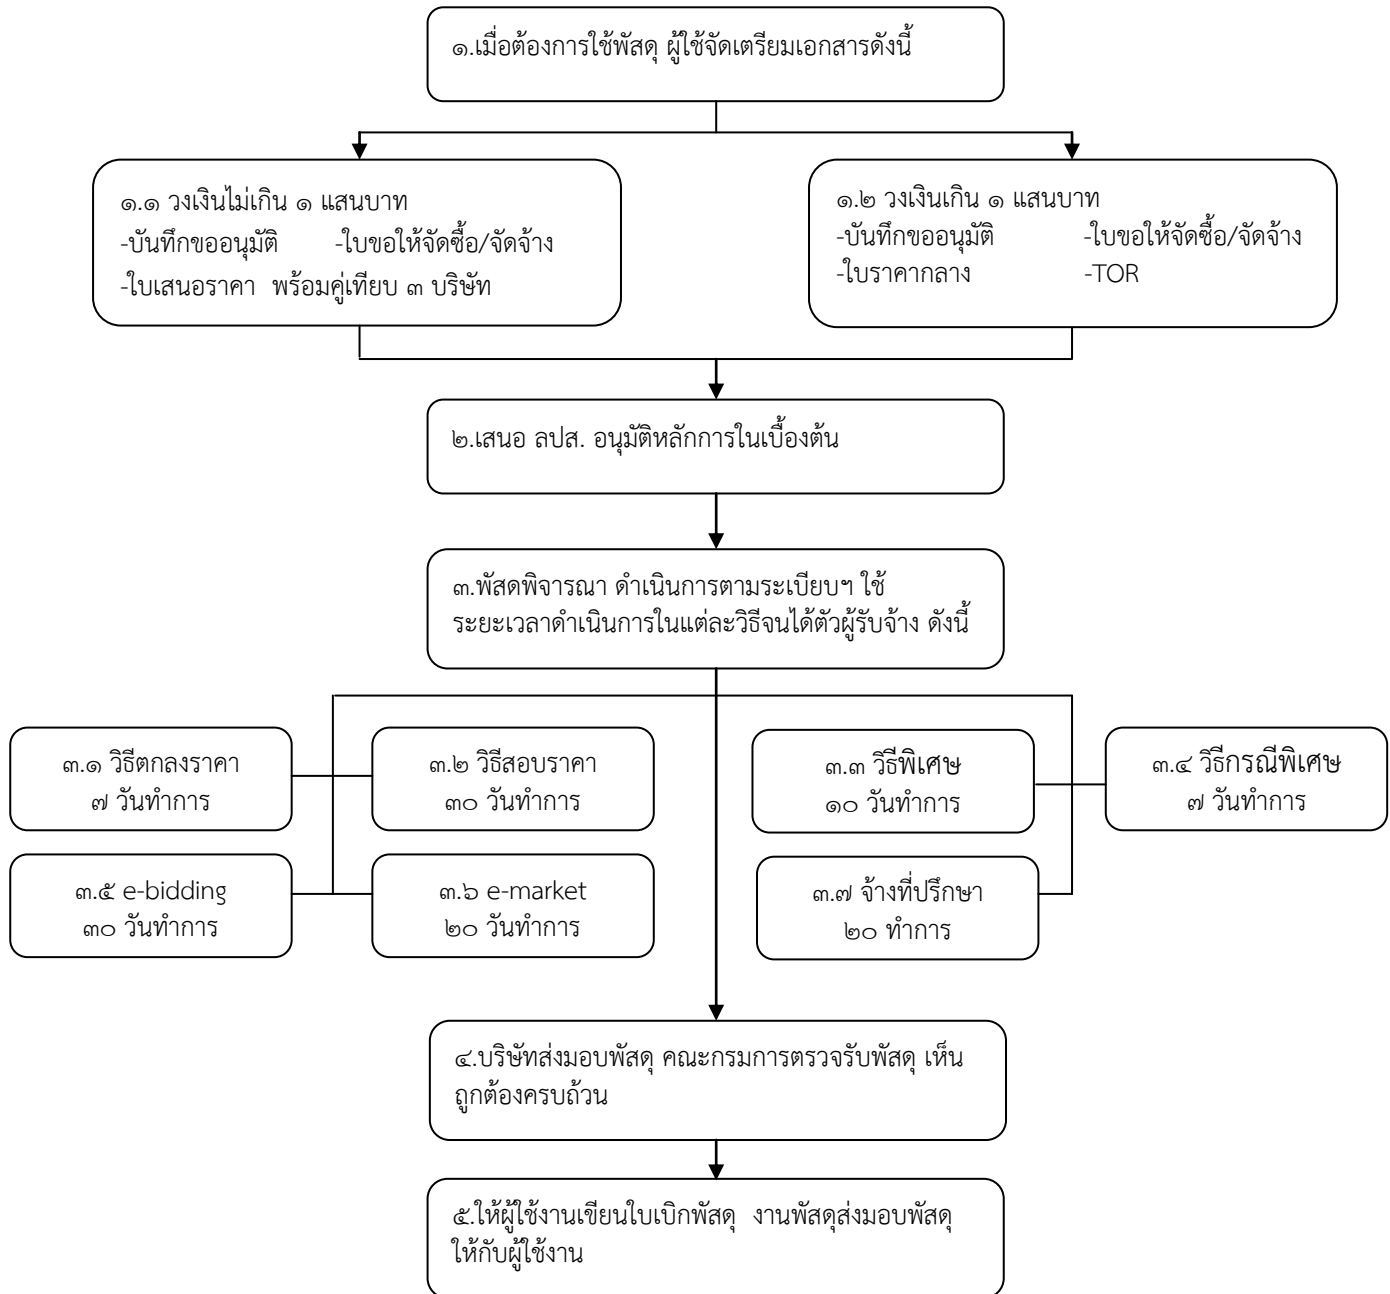 ๑.เมื่อต้องการใช้พัสดุ ผู้ใช้จัดเตรียมเอกสารดังนี้
๑.๑ วงเงินไม่เกิน ๑ แสนบาท
-บันทึกขออนุมัติ -ใบขอให้จัดซื้อ/จัดจ้าง
-ใบเสนอราคา พร้อมคู่เทียบ ๓ บริษัท
๑.๒ วงเงินเกิน ๑ แสนบาท
-บันทึกขออนุมัติ -ใบขอให้จัดซื้อ/จัดจ้าง
-ใบราคากลาง -TOR
๒.เสนอ ลปส. อนุมัติหลักการในเบื้องต้น
๓.พัสดพิจารณา ดำเนินการตามระเบียบฯ ใช้
ระยะเวลาดำเนินการในแต่ละวิธีจนได้ตัวผู้รับจ้าง ดังนี้
๓.๑ วิธีตกลงราคา
๗ วันทำการ
๓.๒ วิธีสอบราคา
๓๐ วันทำการ
๓.๓ วิธีพิเศษ
๑๐ วันทำการ
๓.๔ วิธีกรณีพิเศษ
๗ วันทำการ
๓.๕ e-bidding
๓๐ วันทำการ
๓.๖ e-market
๒๐ วันทำการ
๓.๗ จ้างที่ปรึกษา
๒๐ ทำการ
๔.บริษัทส่งมอบพัสดุ คณะกรมการตรวจรับพัสดุ เห็น
ถูกต้องครบถ้วน
๕.ให้ผู้ใช้งานเขียนใบเบิกพัสดุ งานพัสดุส่งมอบพัสดุ
ให้กับผู้ใช้งาน